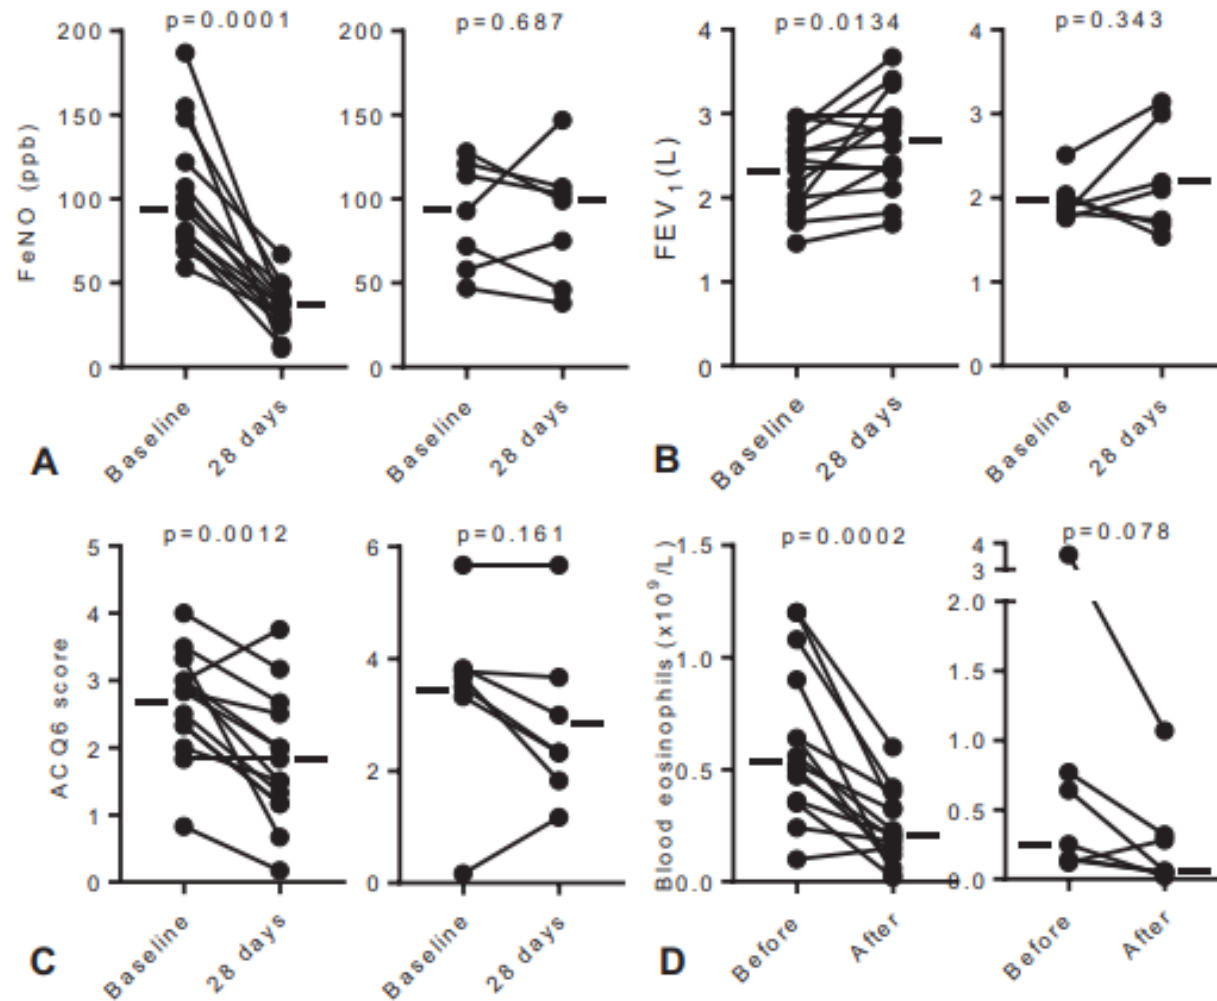 p=0.0001
p=0.687
FeNO (ppb)
200
150
100
50
0
200
150
100
50
0
Baseline
28 days
Baseline
28 days
A
p=0.0134
p=0.343
FEV1 (L)
4
3
2
1
0
4
3
2
1
0
Baseline
28 days
Baseline
28 days
B
p=0.0012
p=0.161
ACQ6 score
5
4
3
2
1
0
6
4
2
0
Baseline
28 days
Baseline
28 days
C
p=0.0002
p=0.078
Blood eosinophils (x10⁹/L)
1.5
1.0
0.5
0.0
4
3
2.0
1.5
1.0
0.5
0.0
Before
After
Before
After
D